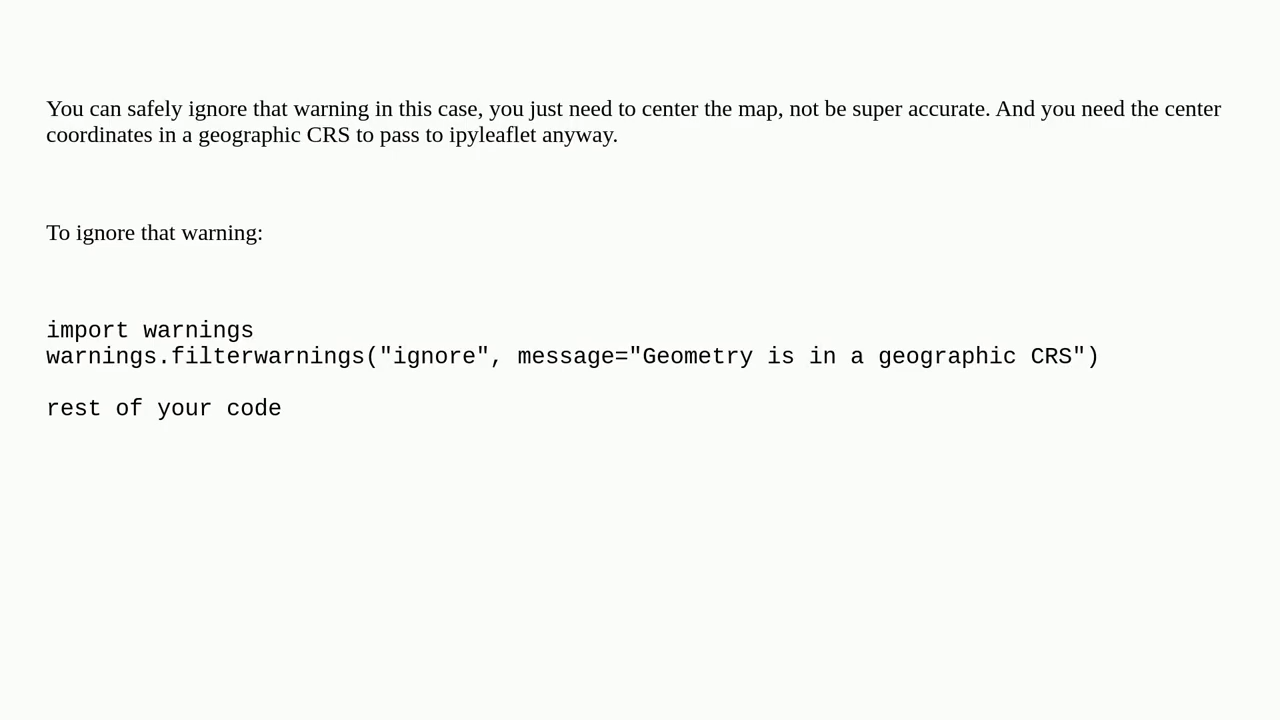 You can safely ignore that warning in this case, you just need to center the map, not be super accurate. And you need the center
coordinates in a geographic CRS to pass to ipyleaflet anyway.
To ignore that warning:
import warnings
warnings.filterwarnings("ignore", message="Geometry is in a geographic CRS")
rest of your code